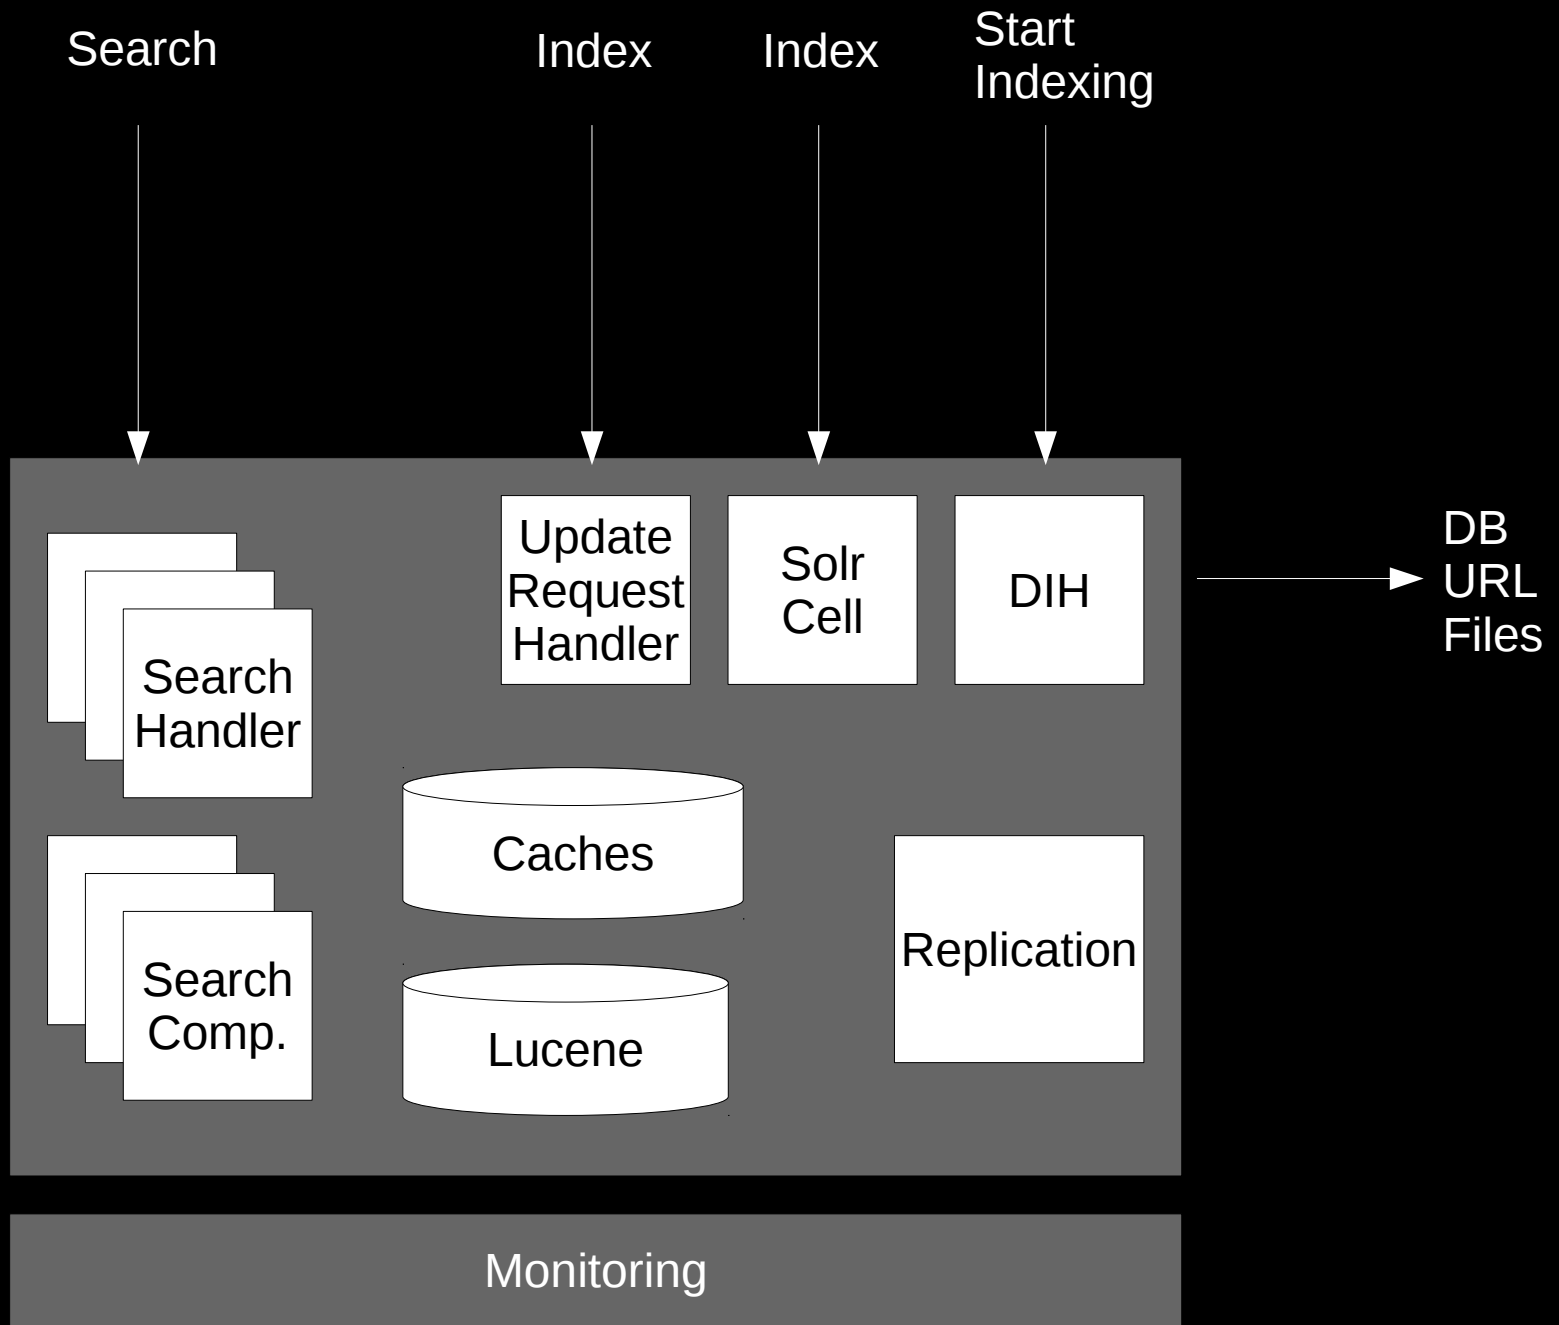 Search
Index
Index
Start
Indexing
Update
Request
Handler
Solr
Cell
DIH
DB
URL
Files
Search
Handler
Caches
Replication
Search
Comp.
Lucene
Monitoring